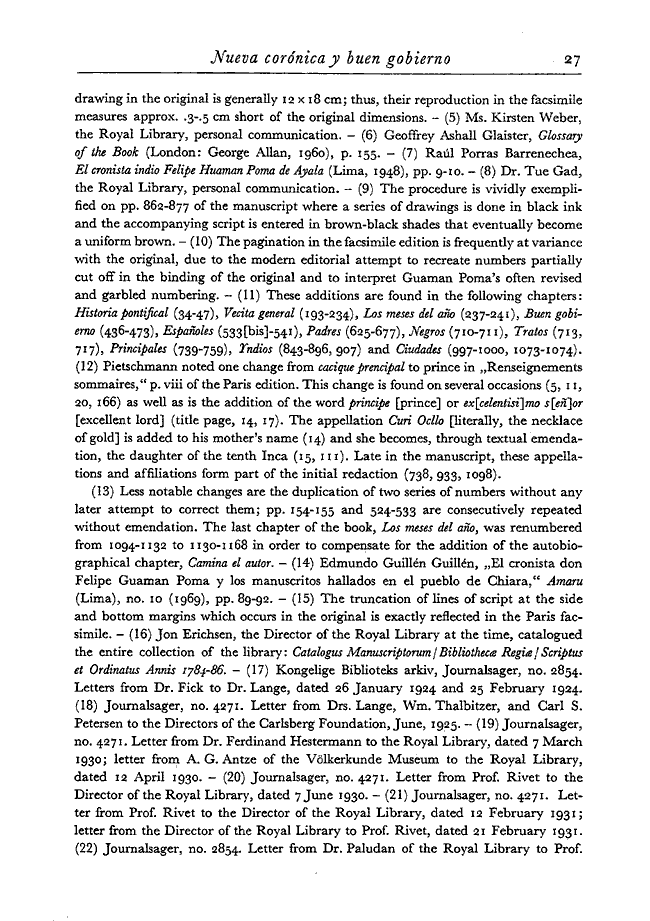 Nueva corónica y buen gobierno 27
drawing in the original is generally 12 x 18 cm; thus, their reproduction in the facsimile
measures approx. .3-.5 cm short of the original dimensions. – (5) Ms. Kirsten Weber,
the Royal Library, personal communication. – (6) Geoffrey Ashall Glaister, Glossary
of the Book (London: George Allan, 1960), p. 155. – (7) Raúl Porras Barrenechea,
El cronista indio Felipe Huaman Poma de Ayala (Lima, 1948), pp. 9-10. – (8) Dr. Tue Gad,
the Royal Library, personal communication. – (9) The procedure is vividly exempli-
fied on pp. 862-877 of the manuscript where a series of drawings is done in black ink
and the accompanying script is entered in brown-black shades that eventually become
a uniform brown. – (10) The pagination in the facsimile edition is frequently at variance
with the original, due to the modern editorial attempt to recreate numbers partially
cut off in the binding of the original and to interpret Guaman Poma's often revised
and garbled numbering. – (11) These additions are found in the following chapters:
Historia pontifical (34-47), Vecita general (193-234), Los meses del año (237-241), Buen gobi-
erno (436-473), Españoles (533[bis]-541), Padres (625-677), Negros (710-711), Tratos (713,
717), Principales (739-759), Yndios (843-896, 907) and Ciudades (997-1000, 1073-1074).
(12) Pietschmann noted one change from cacique prencipal to prince in „Renseignements
sommaires,“ p. viii of the Paris edition. This change is found on several occasions (5, 11,
20, 166) as well as is the addition of the word principe [prince] or ex[celentisi]mo s[eñ]or
[excellent lord] (title page, 14, 17). The appellation Curi Ocllo [literally, the necklace
of gold] is added to his mother's name (14) and she becomes, through textual emenda-
tion, the daughter of the tenth Inca (15, 111). Late in the manuscript, these appella-
tions and affiliations form part of the initial redaction (738, 933, 1098).
(13) Less notable changes are the duplication of two series of numbers without any
later attempt to correct them; pp. 154-155 and 524-533 are consecutively repeated
without emendation. The last chapter of the book, Los meses del año, was renumbered
from 1094-1132 to 1130-1168 in order to compensate for the addition of the autobio-
graphical chapter, Camina el autor. – (14) Edmundo Guillén Guillén, „El cronista don
Felipe Guaman Poma y los manuscritos hallados en el pueblo de Chiara,“ Amaru
(Lima), no. 10 (1969), pp. 89-92. – (15) The truncation of lines of script at the side
and bottom margins which occurs in the original is exactly reflected in the Paris fac-
simile. – (16) Jon Erichsen, the Director of the Royal Library at the time, catalogued
the entire collection of the library: Catalogus Manuscriptorum / Bibliothecæ Regiæ / Scriptus
et Ordinatus Annis 1784-86. – (17) Kongelige Biblioteks arkiv, Journalsager, no. 2854.
Letters from Dr. Fick to Dr. Lange, dated 26 January 1924 and 25 February 1924.
(18) Journalsager, no. 4271. Letter from Drs. Lange, Wm. Thalbitzer, and Carl S.
Petersen to the Directors of the Carlsberg Foundation, June, 1925. – (19) Journalsager,
no. 4271. Letter from Dr. Ferdinand Hestermann to the Royal Library, dated 7 March
1930; letter from A. G. Antze of the Völkerkunde Museum to the Royal Library,
dated 12 April 1930. – (20) Journalsager, no. 4271. Letter from Prof. Rivet to the
Director of the Royal Library, dated 7 June 1930. – (21) Journalsager, no. 4271. Let-
ter from Prof. Rivet to the Director of the Royal Library, dated 12 February 1931;
letter from the Director of the Royal Library to Prof. Rivet, dated 21 February 1931.
(22) Journalsager, no. 2854. Letter from Dr. Paludan of the Royal Library to Prof.